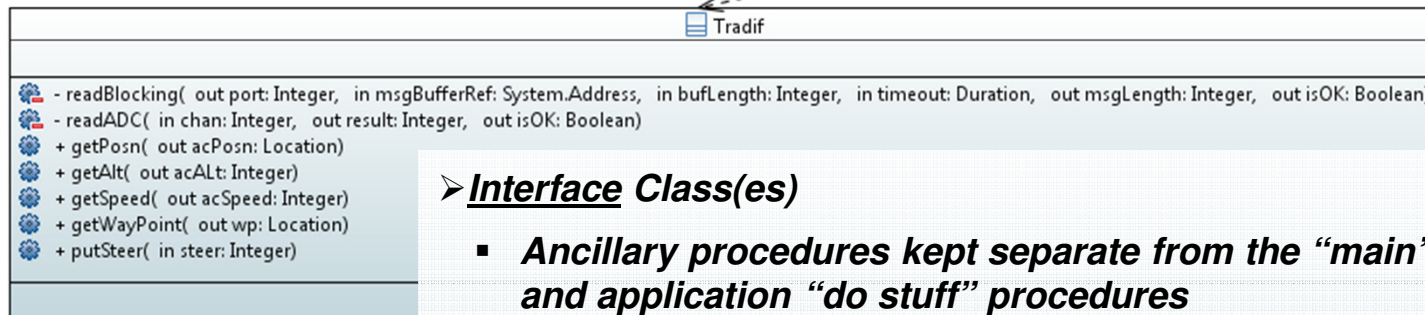 Tradif
- readBlocking( out port: Integer, in msgBufferRef: System.Address, in bufLength: Integer, in timeout: Duration, out msgLength: Integer, out isOK: Boolean)
- readADC( in chan: Integer, out result: Integer, out isOK: Boolean)
+ getPosn( out acPosn: Location)
+ getAlt( out acALt: Integer)
+ getSpeed( out acSpeed: Integer)
+ getWayPoint( out wp: Location)
+ putSteer( in steer: Integer)
➢Interface Class(es)
▪ Ancillary procedures kept separate from the “main”
and application “do stuff” procedures